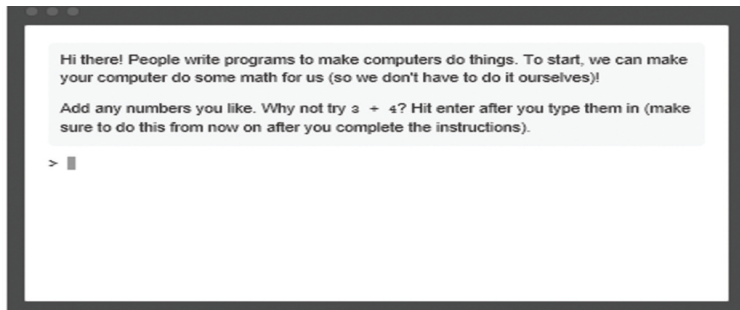 Hi there! People write programs to make computers do things. To start, we can make
your computer do some math for us (so we don't have to do it ourselves)!
Add any numbers you like. Why not try 3 + 4? Hit enter after you type them in (make
sure to do this from now on after you complete the instructions).
>